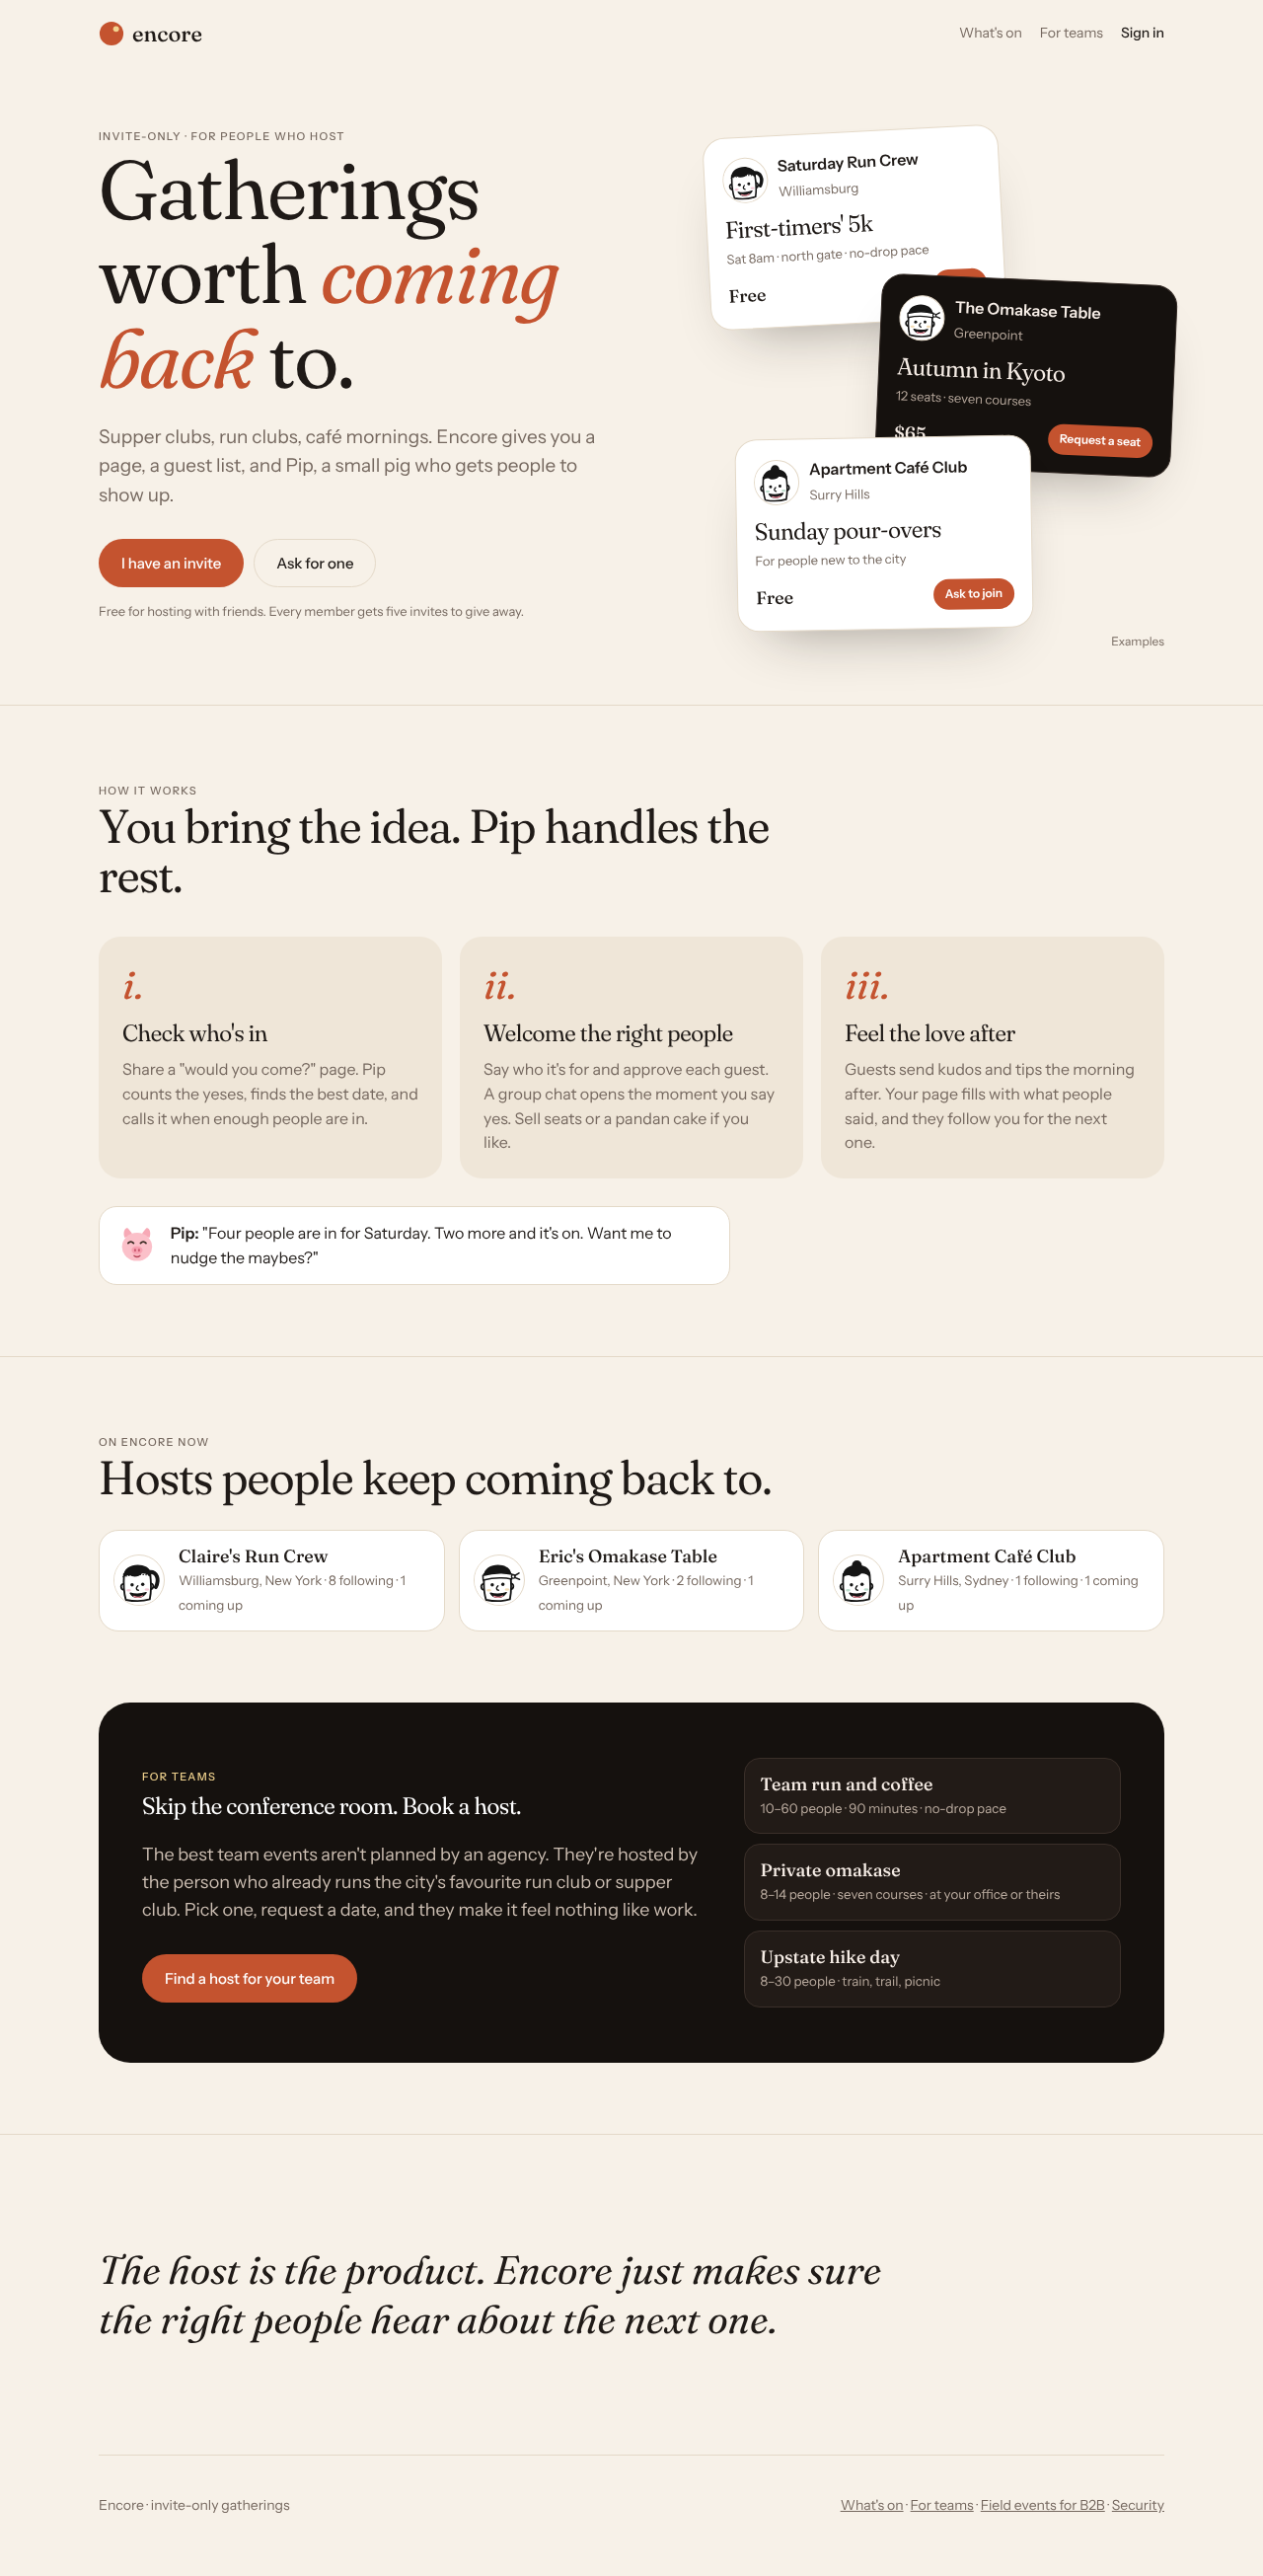 encore
What's on
For teams
Sign in
INVITE-ONLY · FOR PEOPLE WHO HOST
Gatherings
worth coming
back to.
Supper clubs, run clubs, café mornings. Encore gives you a
page, a guest list, and Pip, a small pig who gets people to
show up.
I have an invite
Ask for one
Free for hosting with friends. Every member gets five invites to give away.
Saturday Run Crew
Williamsburg
First-timers' 5k
Sat 8am · north gate · no-drop pace
Free
The Omakase Table
Greenpoint
Autumn in Kyoto
12 seats · seven courses
$65
Request a seat
Apartment Café Club
Surry Hills
Sunday pour-overs
For people new to the city
Free
Ask to join
Examples
HOW IT WORKS
You bring the idea. Pip handles the
rest.
i.
Check who's in
Share a "would you come?" page. Pip
counts the yeses, finds the best date, and
calls it when enough people are in.
ii.
Welcome the right people
Say who it's for and approve each guest.
A group chat opens the moment you say
yes. Sell seats or a pandan cake if you
like.
iii.
Feel the love after
Guests send kudos and tips the morning
after. Your page fills with what people
said, and they follow you for the next
one.
Pip: "Four people are in for Saturday. Two more and it's on. Want me to
nudge the maybes?"
ON ENCORE NOW
Hosts people keep coming back to.
Claire's Run Crew
Williamsburg, New York · 8 following · 1
coming up
Eric's Omakase Table
Greenpoint, New York · 2 following · 1
coming up
Apartment Café Club
Surry Hills, Sydney · 1 following · 1 coming
up
FOR TEAMS
Skip the conference room. Book a host.
The best team events aren't planned by an agency. They're hosted by
the person who already runs the city's favourite run club or supper
club. Pick one, request a date, and they make it feel nothing like work.
Find a host for your team
Team run and coffee
10–60 people · 90 minutes · no-drop pace
Private omakase
8–14 people · seven courses · at your office or theirs
Upstate hike day
8–30 people · train, trail, picnic
The host is the product. Encore just makes sure
the right people hear about the next one.
Encore · invite-only gatherings
What's on · For teams · Field events for B2B · Security